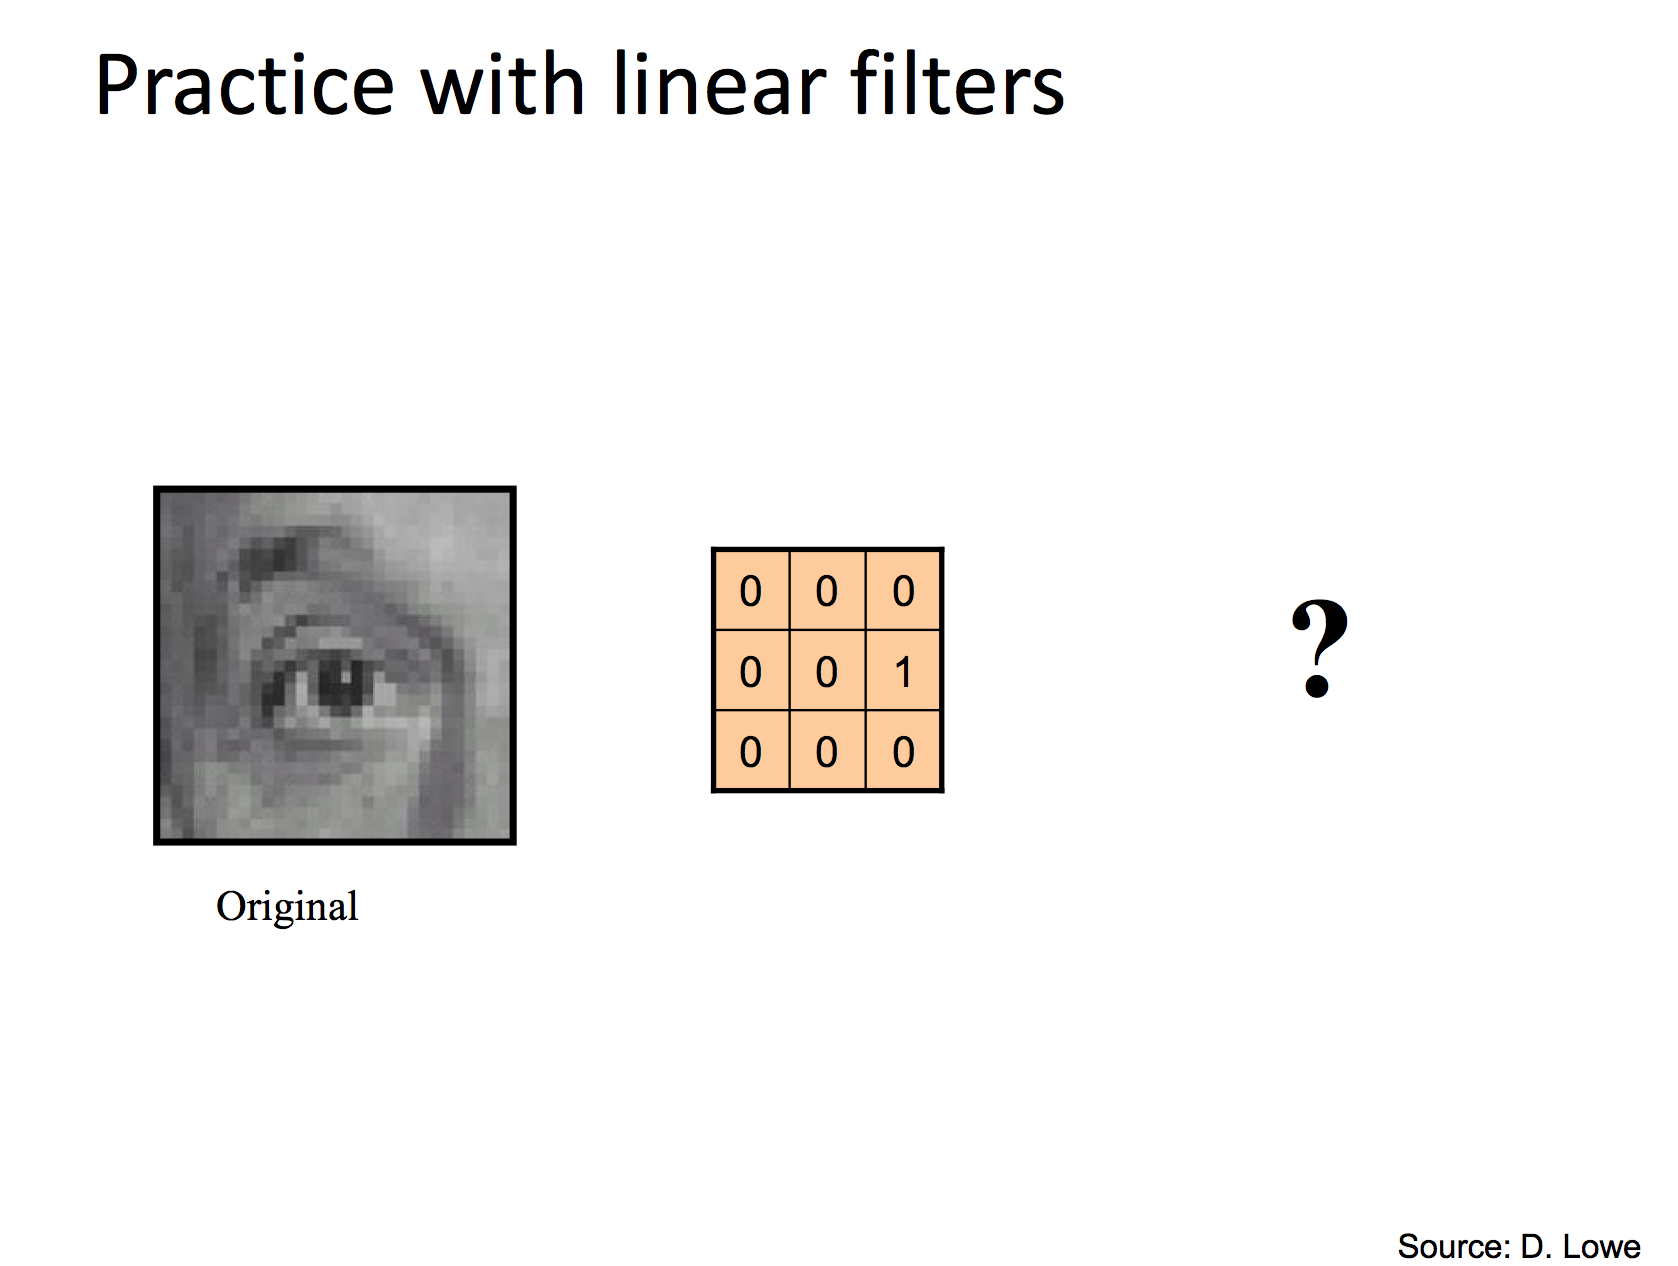 Practice with linear filters
0 0 0
0 0 1
0 0 0
?
Original
Source: D. Lowe